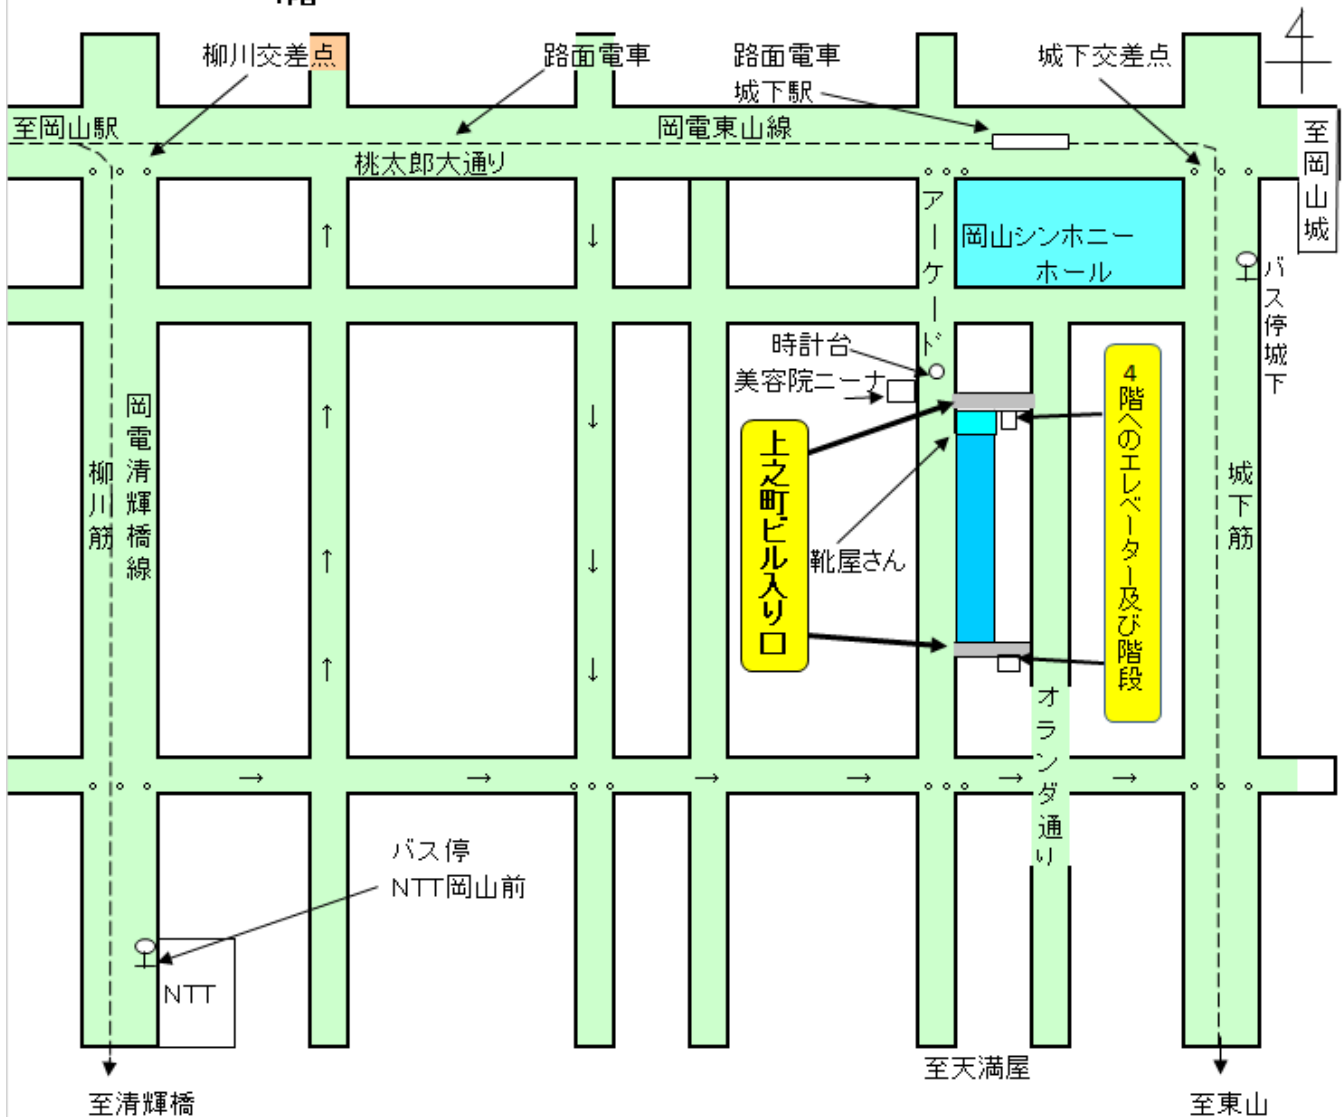 柳川交差点
路面電車
路面電車
城下駅
城下交差点
至岡山駅
岡電東山線
桃太郎大通り
至岡山城
アーケード
岡山シンホニー
ホール
バス停城下
時計台
美容院ニーナ
4階へのエレベーター及び階段
上之町ビル入り口
靴屋さん
岡電清輝橋線
柳川筋
城下筋
オランダ通り
バス停
NTT岡山前
NTT
至天満屋
至清輝橋
至東山